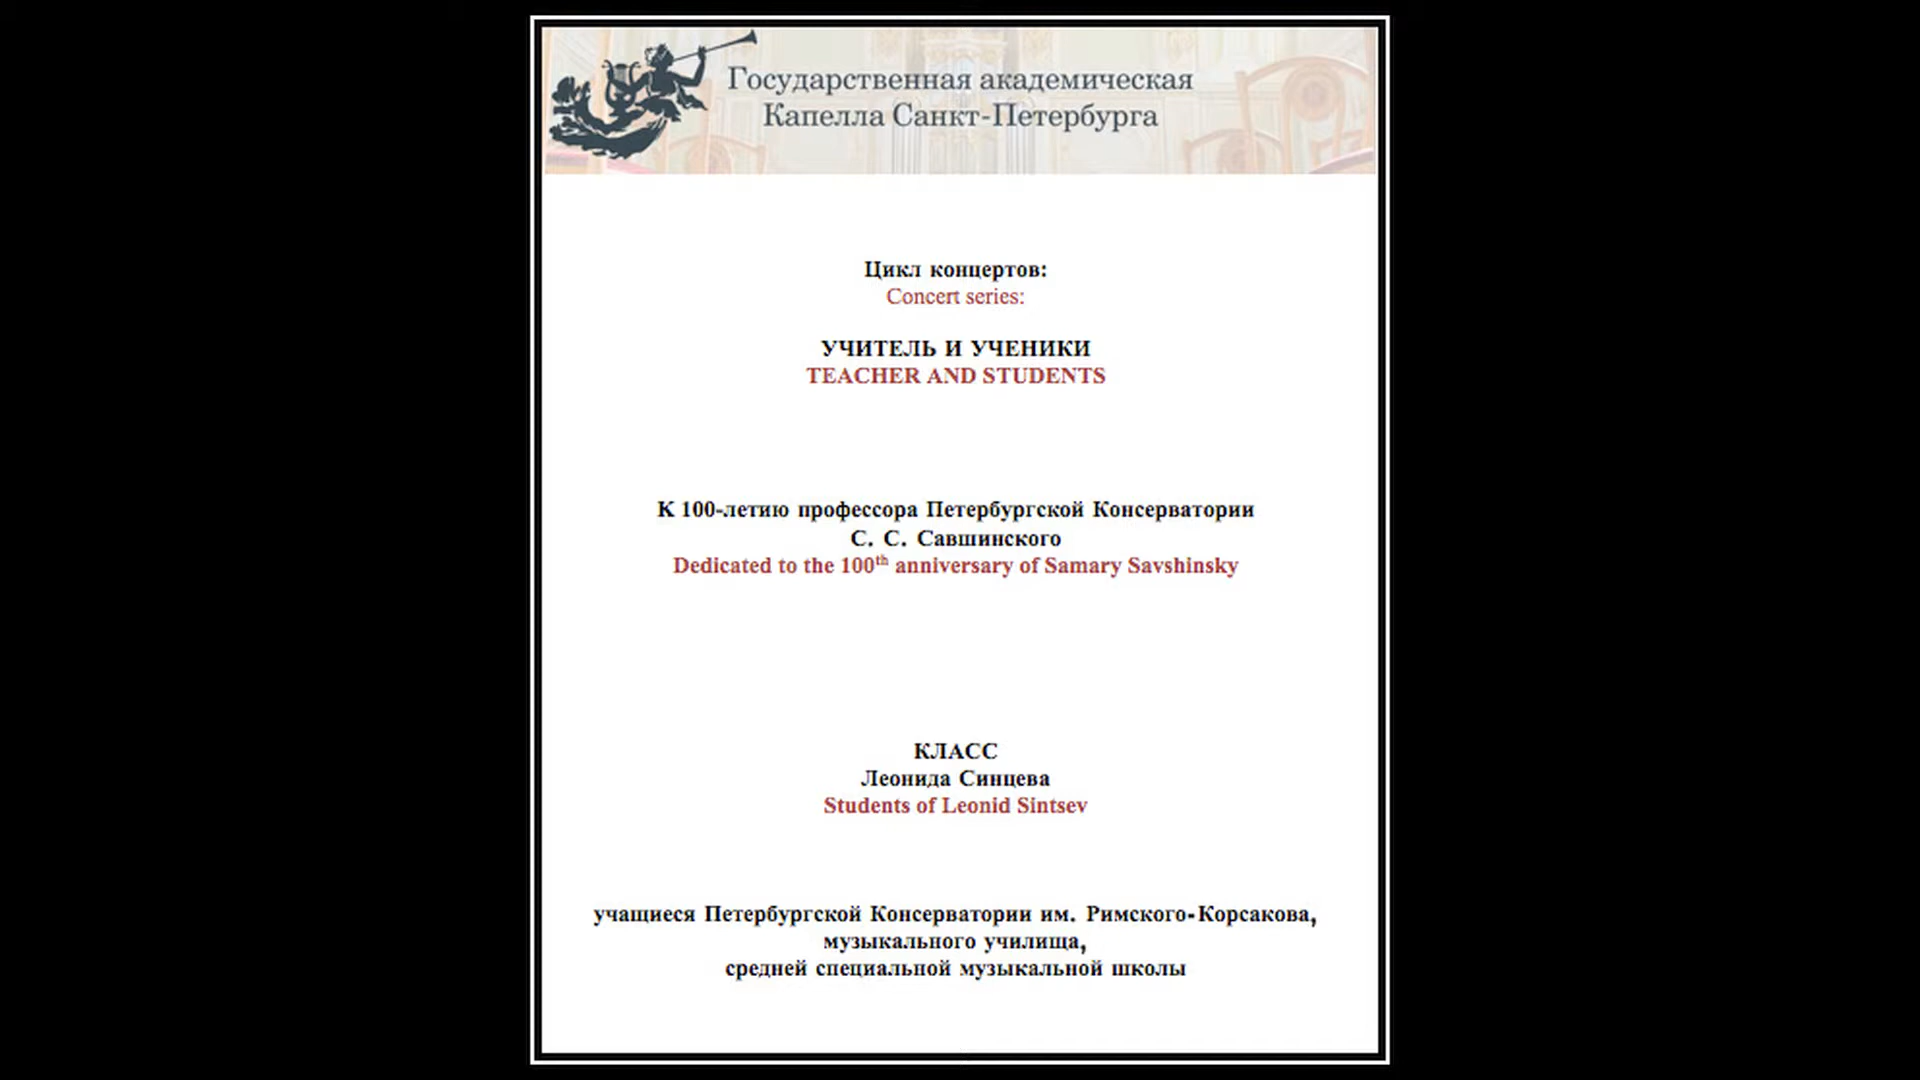 Государственная академическая
Капелла Санкт-Петербурга
Цикл концертов:
Concert series:
УЧИТЕЛЬ И УЧЕНИКИ
TEACHER AND STUDENTS
К 100-летию профессора Петербургской Консерватории
С. С. Савшинского
Dedicated to the 100th anniversary of Samary Savshinsky
КЛАСС
Леонида Синцева
Students of Leonid Sintsev
учащиеся Петербургской Консерватории им. Римского-Корсакова,
музыкального училища,
средней специальной музыкальной школы